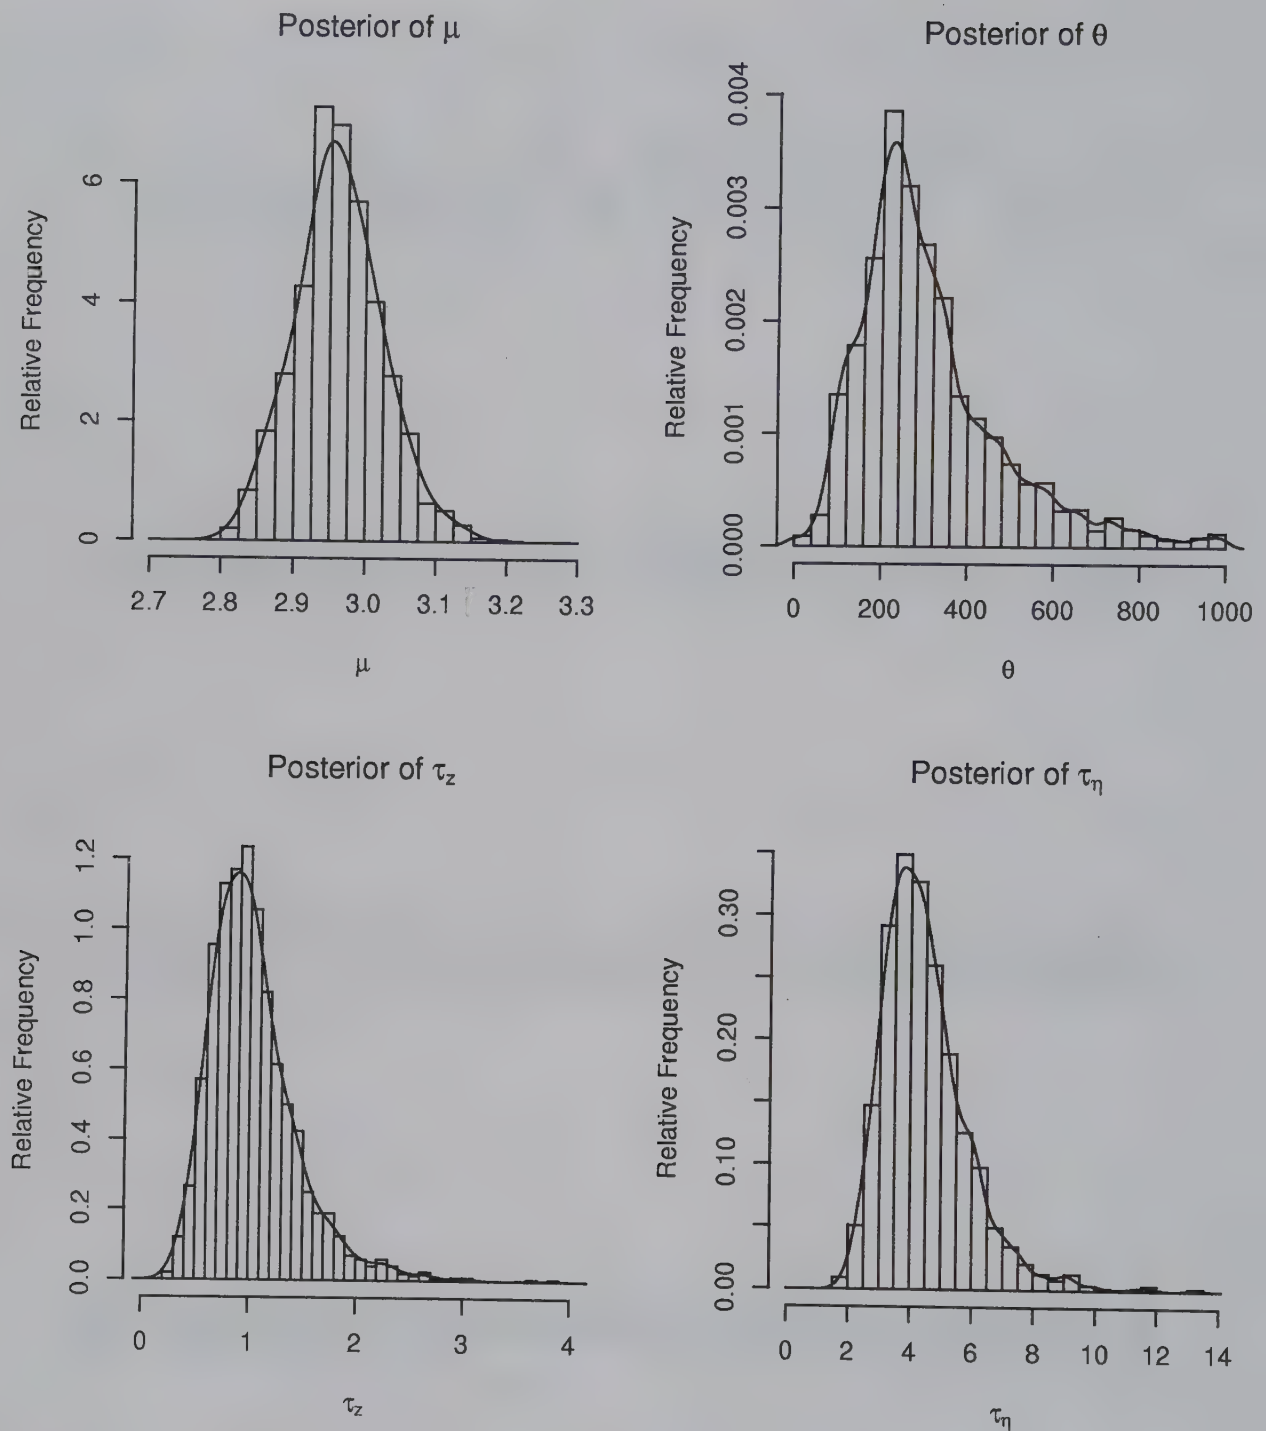 Posterior of μ
Relative Frequency
6
4
2
0
2.7 2.8 2.9 3.0 3.1 3.2 3.3
μ
Posterior of θ
Relative Frequency
0.004
0.003
0.002
0.001
0.000
0 200 400 600 800 1000
θ
Posterior of τz
Relative Frequency
1.2
1.0
0.8
0.6
0.4
0.2
0.0
0 1 2 3 4
τz
Posterior of τη
Relative Frequency
0.30
0.20
0.10
0.00
0 2 4 6 8 10 12 14
τη